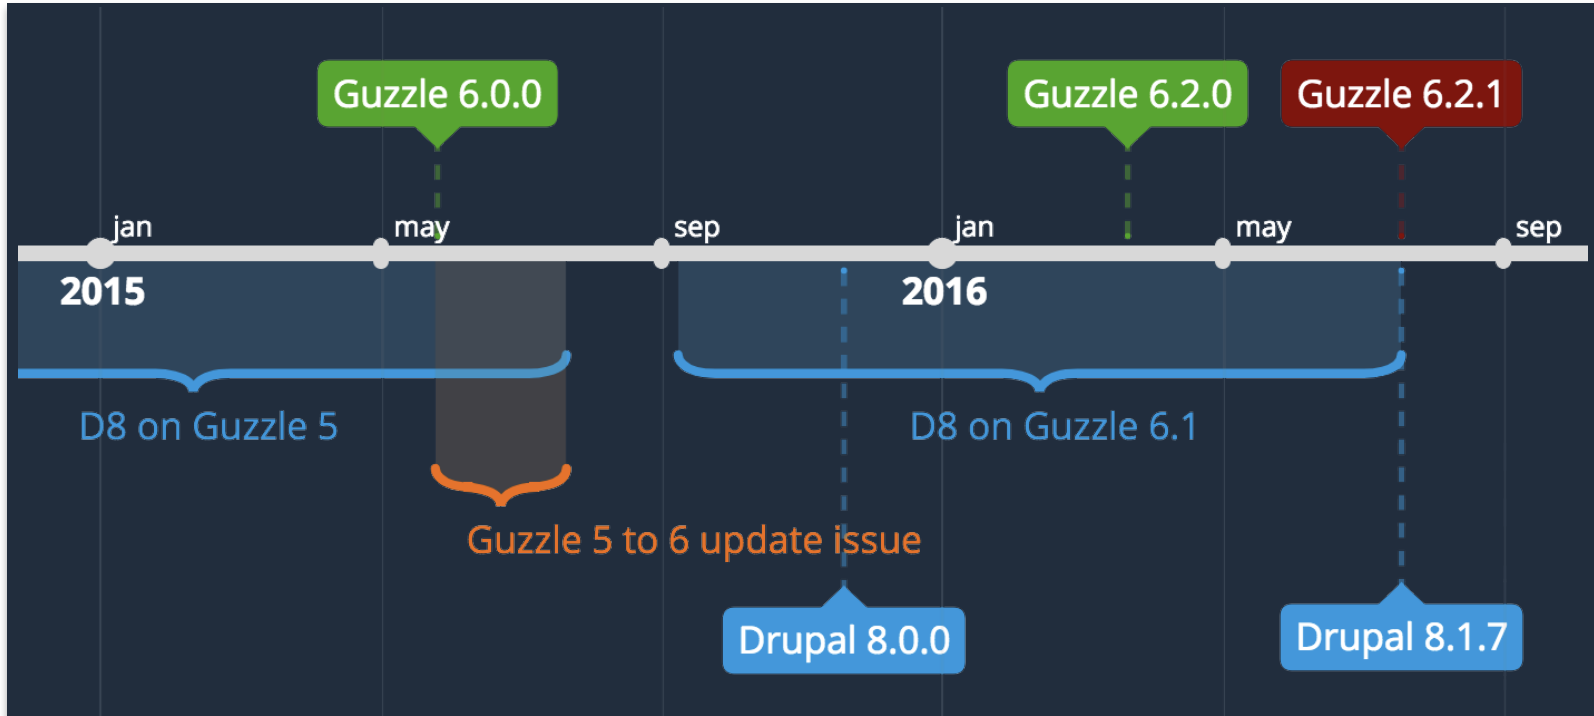 Guzzle 6.0.0
Guzzle 6.2.0
Guzzle 6.2.1
jan
may
sep
jan
may
sep
2015
2016
D8 on Guzzle 5
D8 on Guzzle 6.1
Guzzle 5 to 6 update issue
Drupal 8.0.0
Drupal 8.1.7